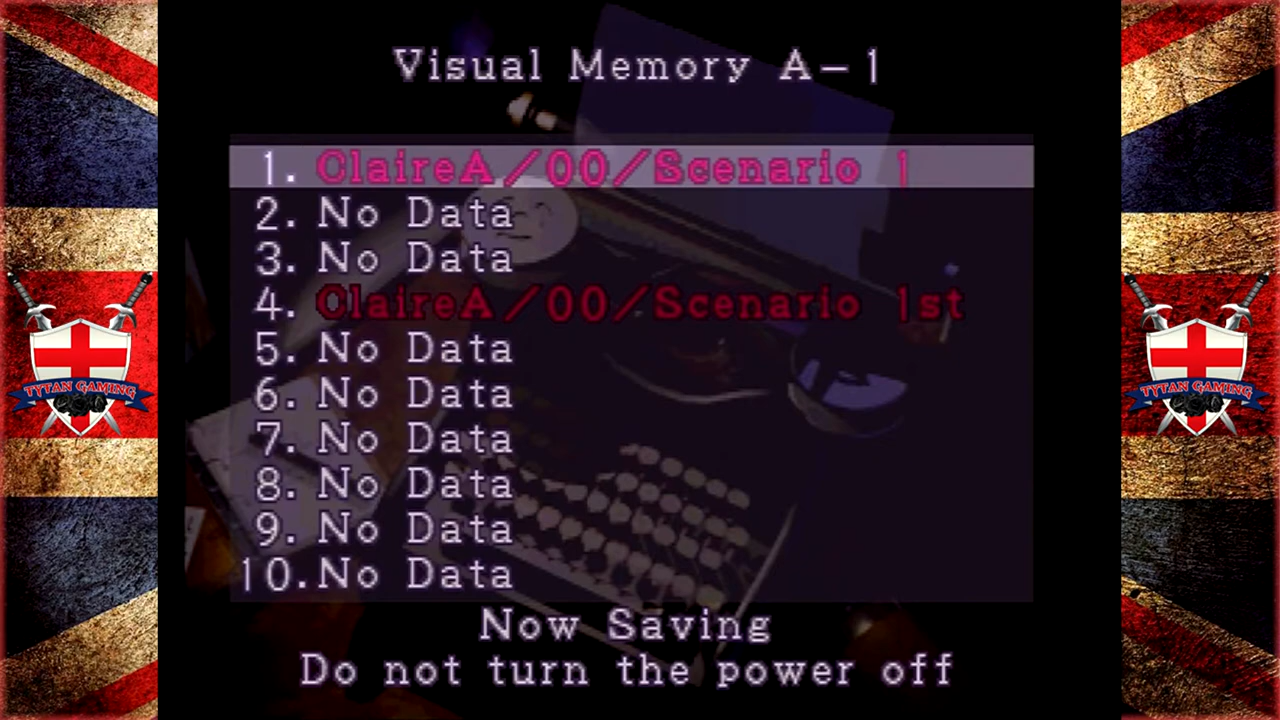 Visual Memory A-1
1. ClaireA/00/Scenario 1
2. No Data
3. No Data
4. ClaireA/00/Scenario 1st
5. No Data
6. No Data
7. No Data
8. No Data
9. No Data
10. No Data
Now Saving
Do not turn the power off
TYTAN GAMING
TYTAN GAMING